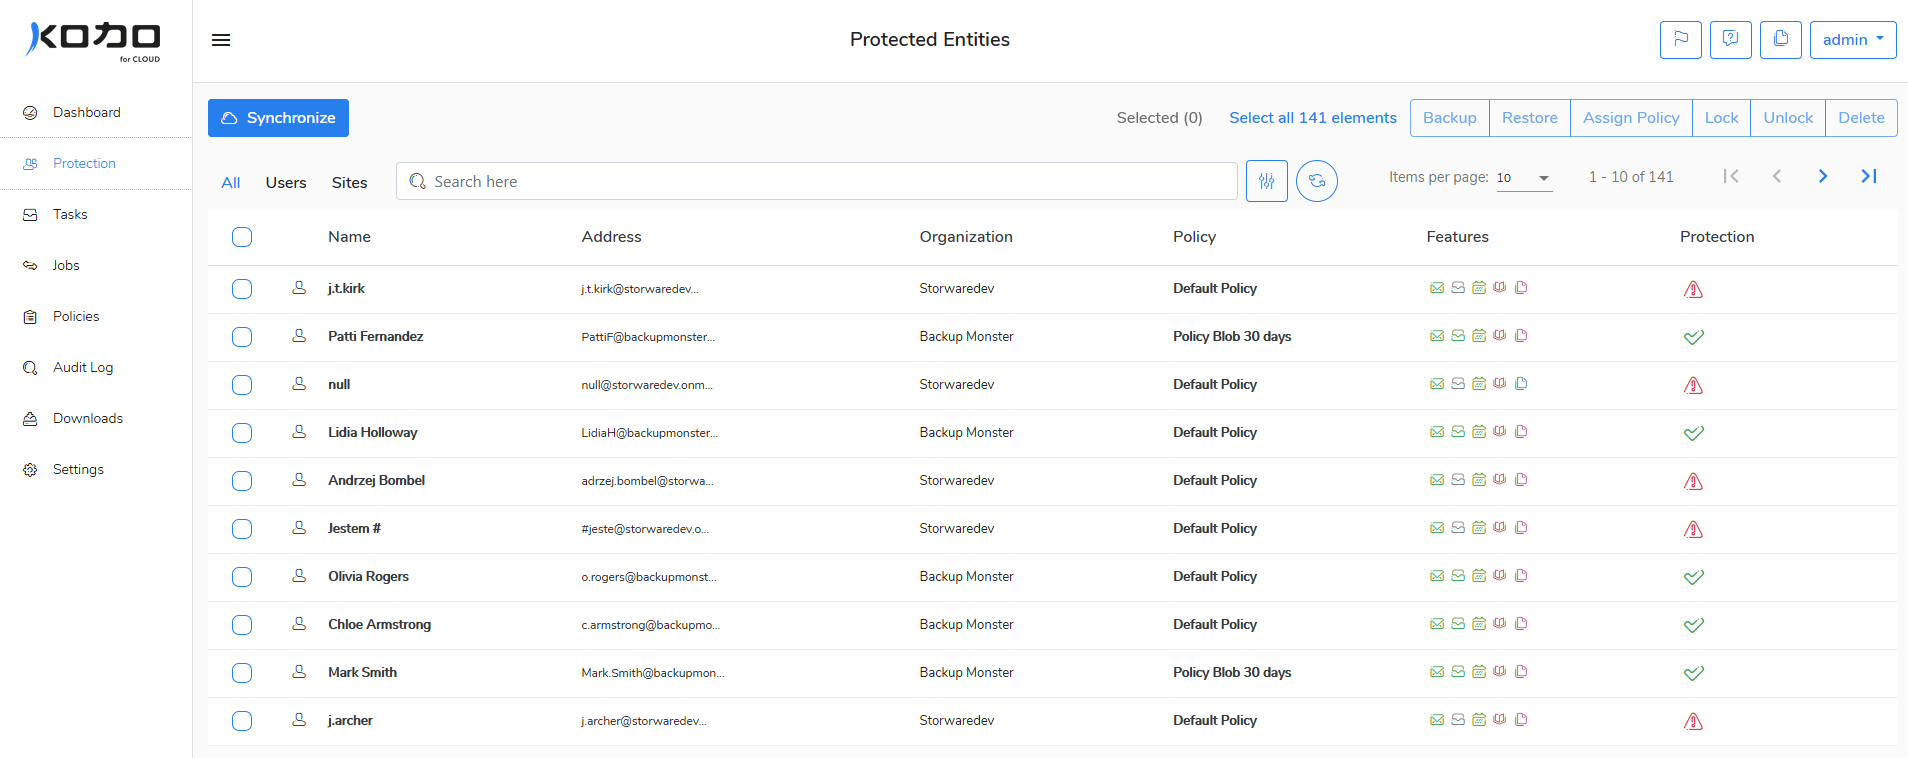 KODO
for CLOUD
Protected Entities
admin
Dashboard
Protection
Tasks
Jobs
Policies
Audit Log
Downloads
Settings
Synchronize
Selected (0) Select all 141 elements Backup Restore Assign Policy Lock Unlock Delete
All Users Sites Search here Items per page: 10 1 - 10 of 141
Name Address Organization Policy Features Protection
j.t.kirk j.t.kirk@storwaredev... Storwaredev Default Policy
Patti Fernandez PattiF@backupmonster... Backup Monster Policy Blob 30 days
null null@storwaredev.onm... Storwaredev Default Policy
Lidia Holloway LidiaH@backupmonster... Backup Monster Default Policy
Andrzej Bombel adrzej.bombel@storwa... Storwaredev Default Policy
Jestem # #jeste@storwaredev.o... Storwaredev Default Policy
Olivia Rogers o.rogers@backupmonst... Backup Monster Default Policy
Chloe Armstrong c.armstrong@backupmo... Backup Monster Default Policy
Mark Smith Mark.Smith@backupmon... Backup Monster Policy Blob 30 days
j.archer j.archer@storwaredev... Storwaredev Default Policy